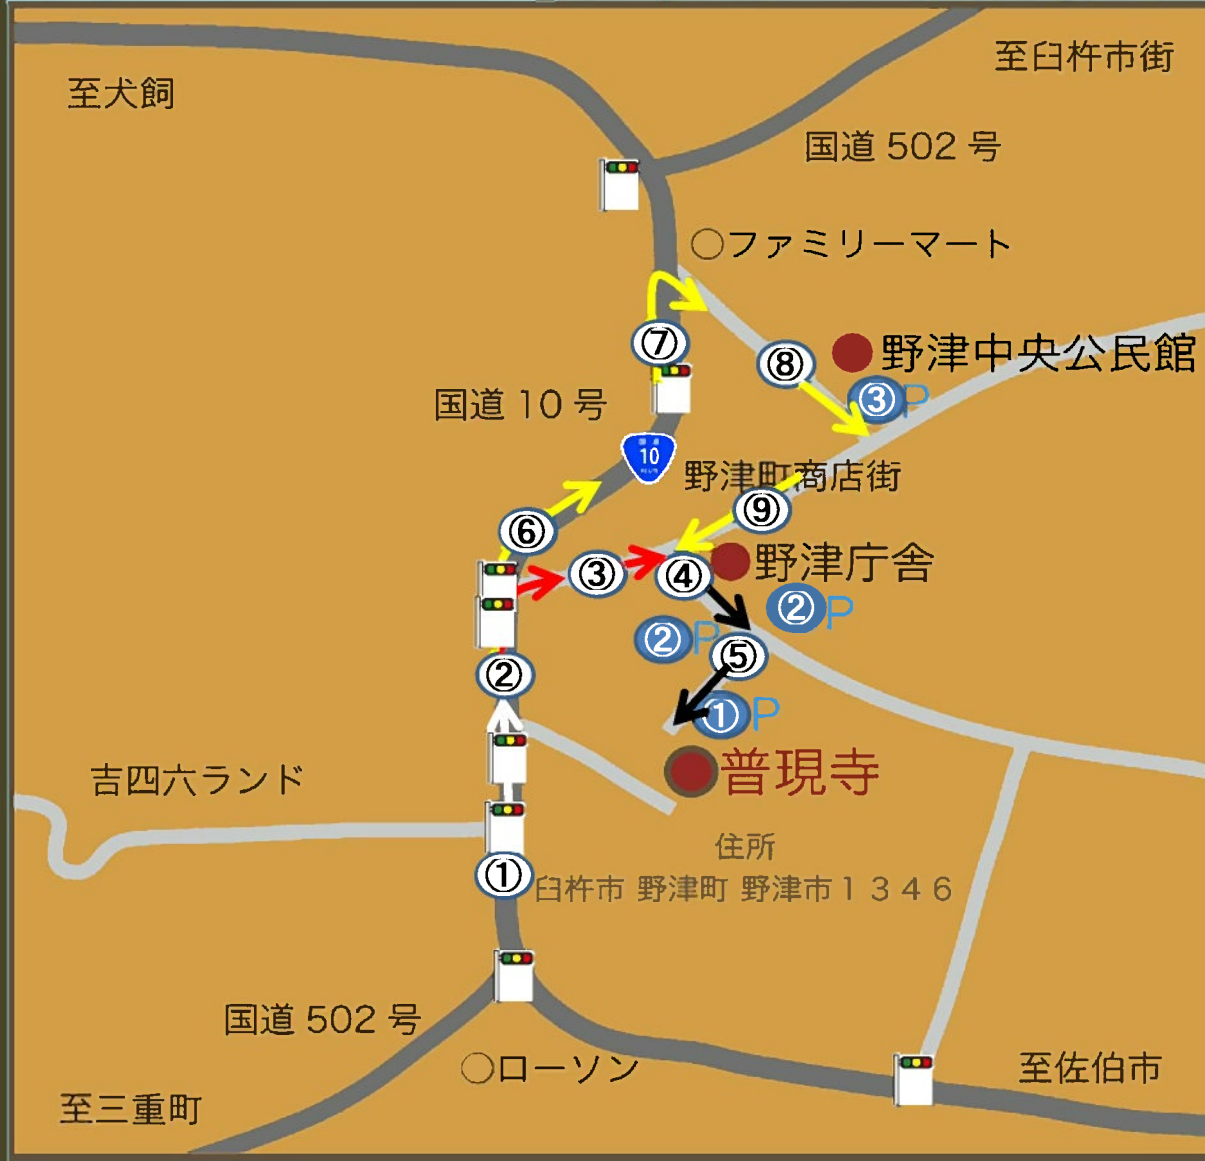 至臼杵市街
至犬飼
国道 502 号
○ファミリーマート
⑦
⑧
野津中央公民館
③P
国道 10 号
10
野津町商店街
⑨
⑥
③
④
野津庁舎
②P
②P
⑤
②
①P
普現寺
吉四六ランド
住所
①
臼杵市 野津町 野津市１３４６
国道 502 号
○ローソン
至佐伯市
至三重町